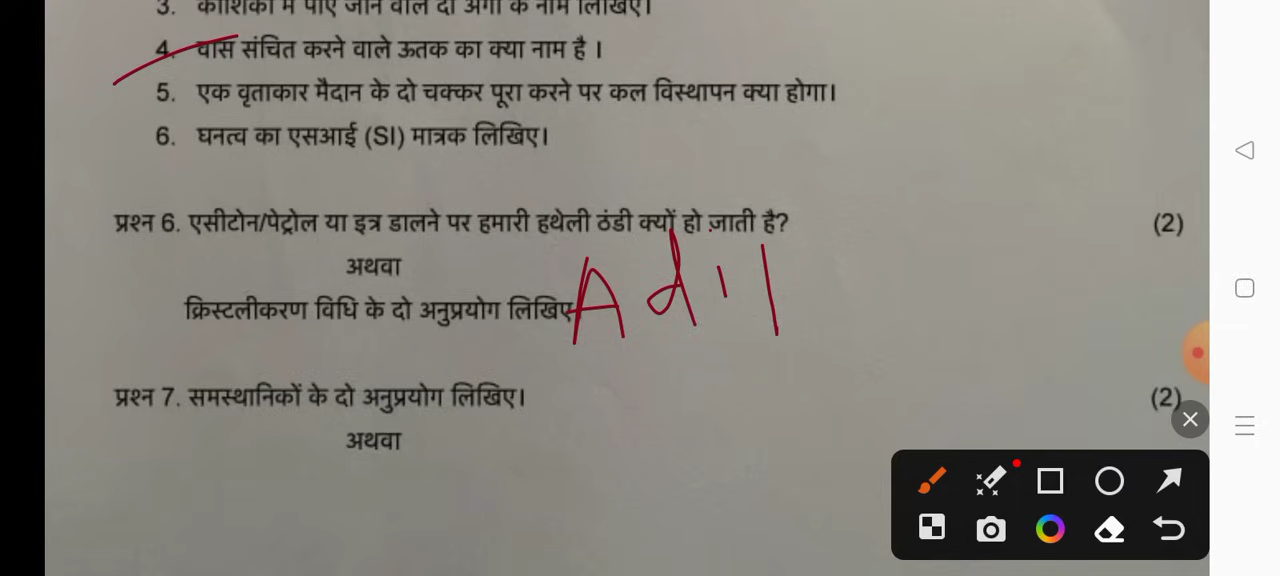 3. कोशिका में पाए जाने वाले दो अंगों के नाम लिखिए।
4. वास संचित करने वाले ऊतक का क्या नाम है ।
5. एक वृताकार मैदान के दो चक्कर पूरा करने पर कल विस्थापन क्या होगा।
6. घनत्व का एसआई (SI) मात्रक लिखिए।
प्रश्न 6. एसीटोन/पेट्रोल या इत्र डालने पर हमारी हथेली ठंडी क्यों हो ज़ाती है? (2)
अथवा
क्रिस्टलीकरण विधि के दो अनुप्रयोग लिखिए
Adil
प्रश्न 7. समस्थानिकों के दो अनुप्रयोग लिखिए। (2)
अथवा